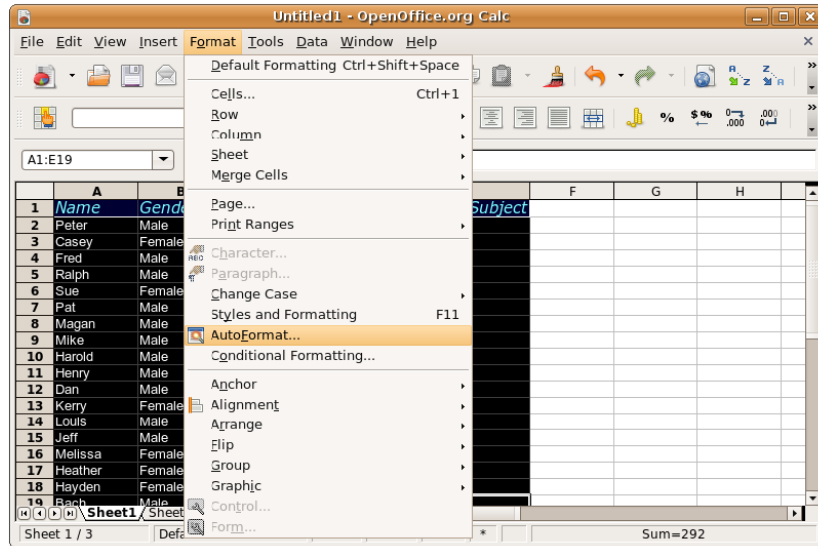 Untitled1 - OpenOffice.org Calc
File Edit View Insert Format Tools Data Window Help
Default Formatting Ctrl+Shift+Space
Cells... Ctrl+1
Row
Column
Sheet
Merge Cells
Page...
Print Ranges
Character...
Paragraph...
Change Case
Styles and Formatting F11
AutoFormat...
Conditional Formatting...
Anchor
Alignment
Arrange
Flip
Group
Graphic
Control...
Form...
A1:E19
A B F G H
1 Name Gende Subject
2 Peter Male
3 Casey Female
4 Fred Male
5 Ralph Male
6 Sue Female
7 Pat Male
8 Magan Male
9 Mike Male
10 Harold Male
11 Henry Male
12 Dan Male
13 Kerry Female
14 Louis Male
15 Jeff Male
16 Melissa Female
17 Heather Female
18 Hayden Female
19 Bach Male
Sheet1 Sheet
Sheet 1 / 3 Defa * Sum=292